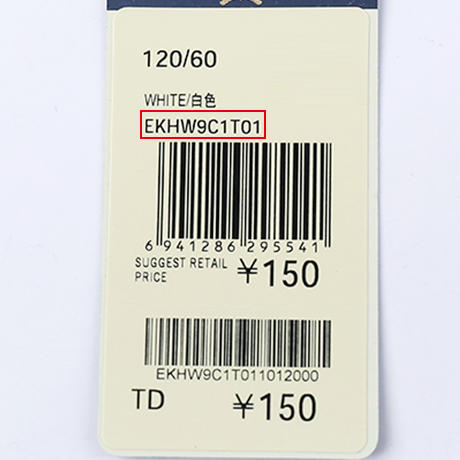 120/60
WHITE/白色
EKHW9C1T01
6 941286 295541
SUGGEST RETAIL
PRICE ¥150
EKHW9C1T011012000
TD ¥150